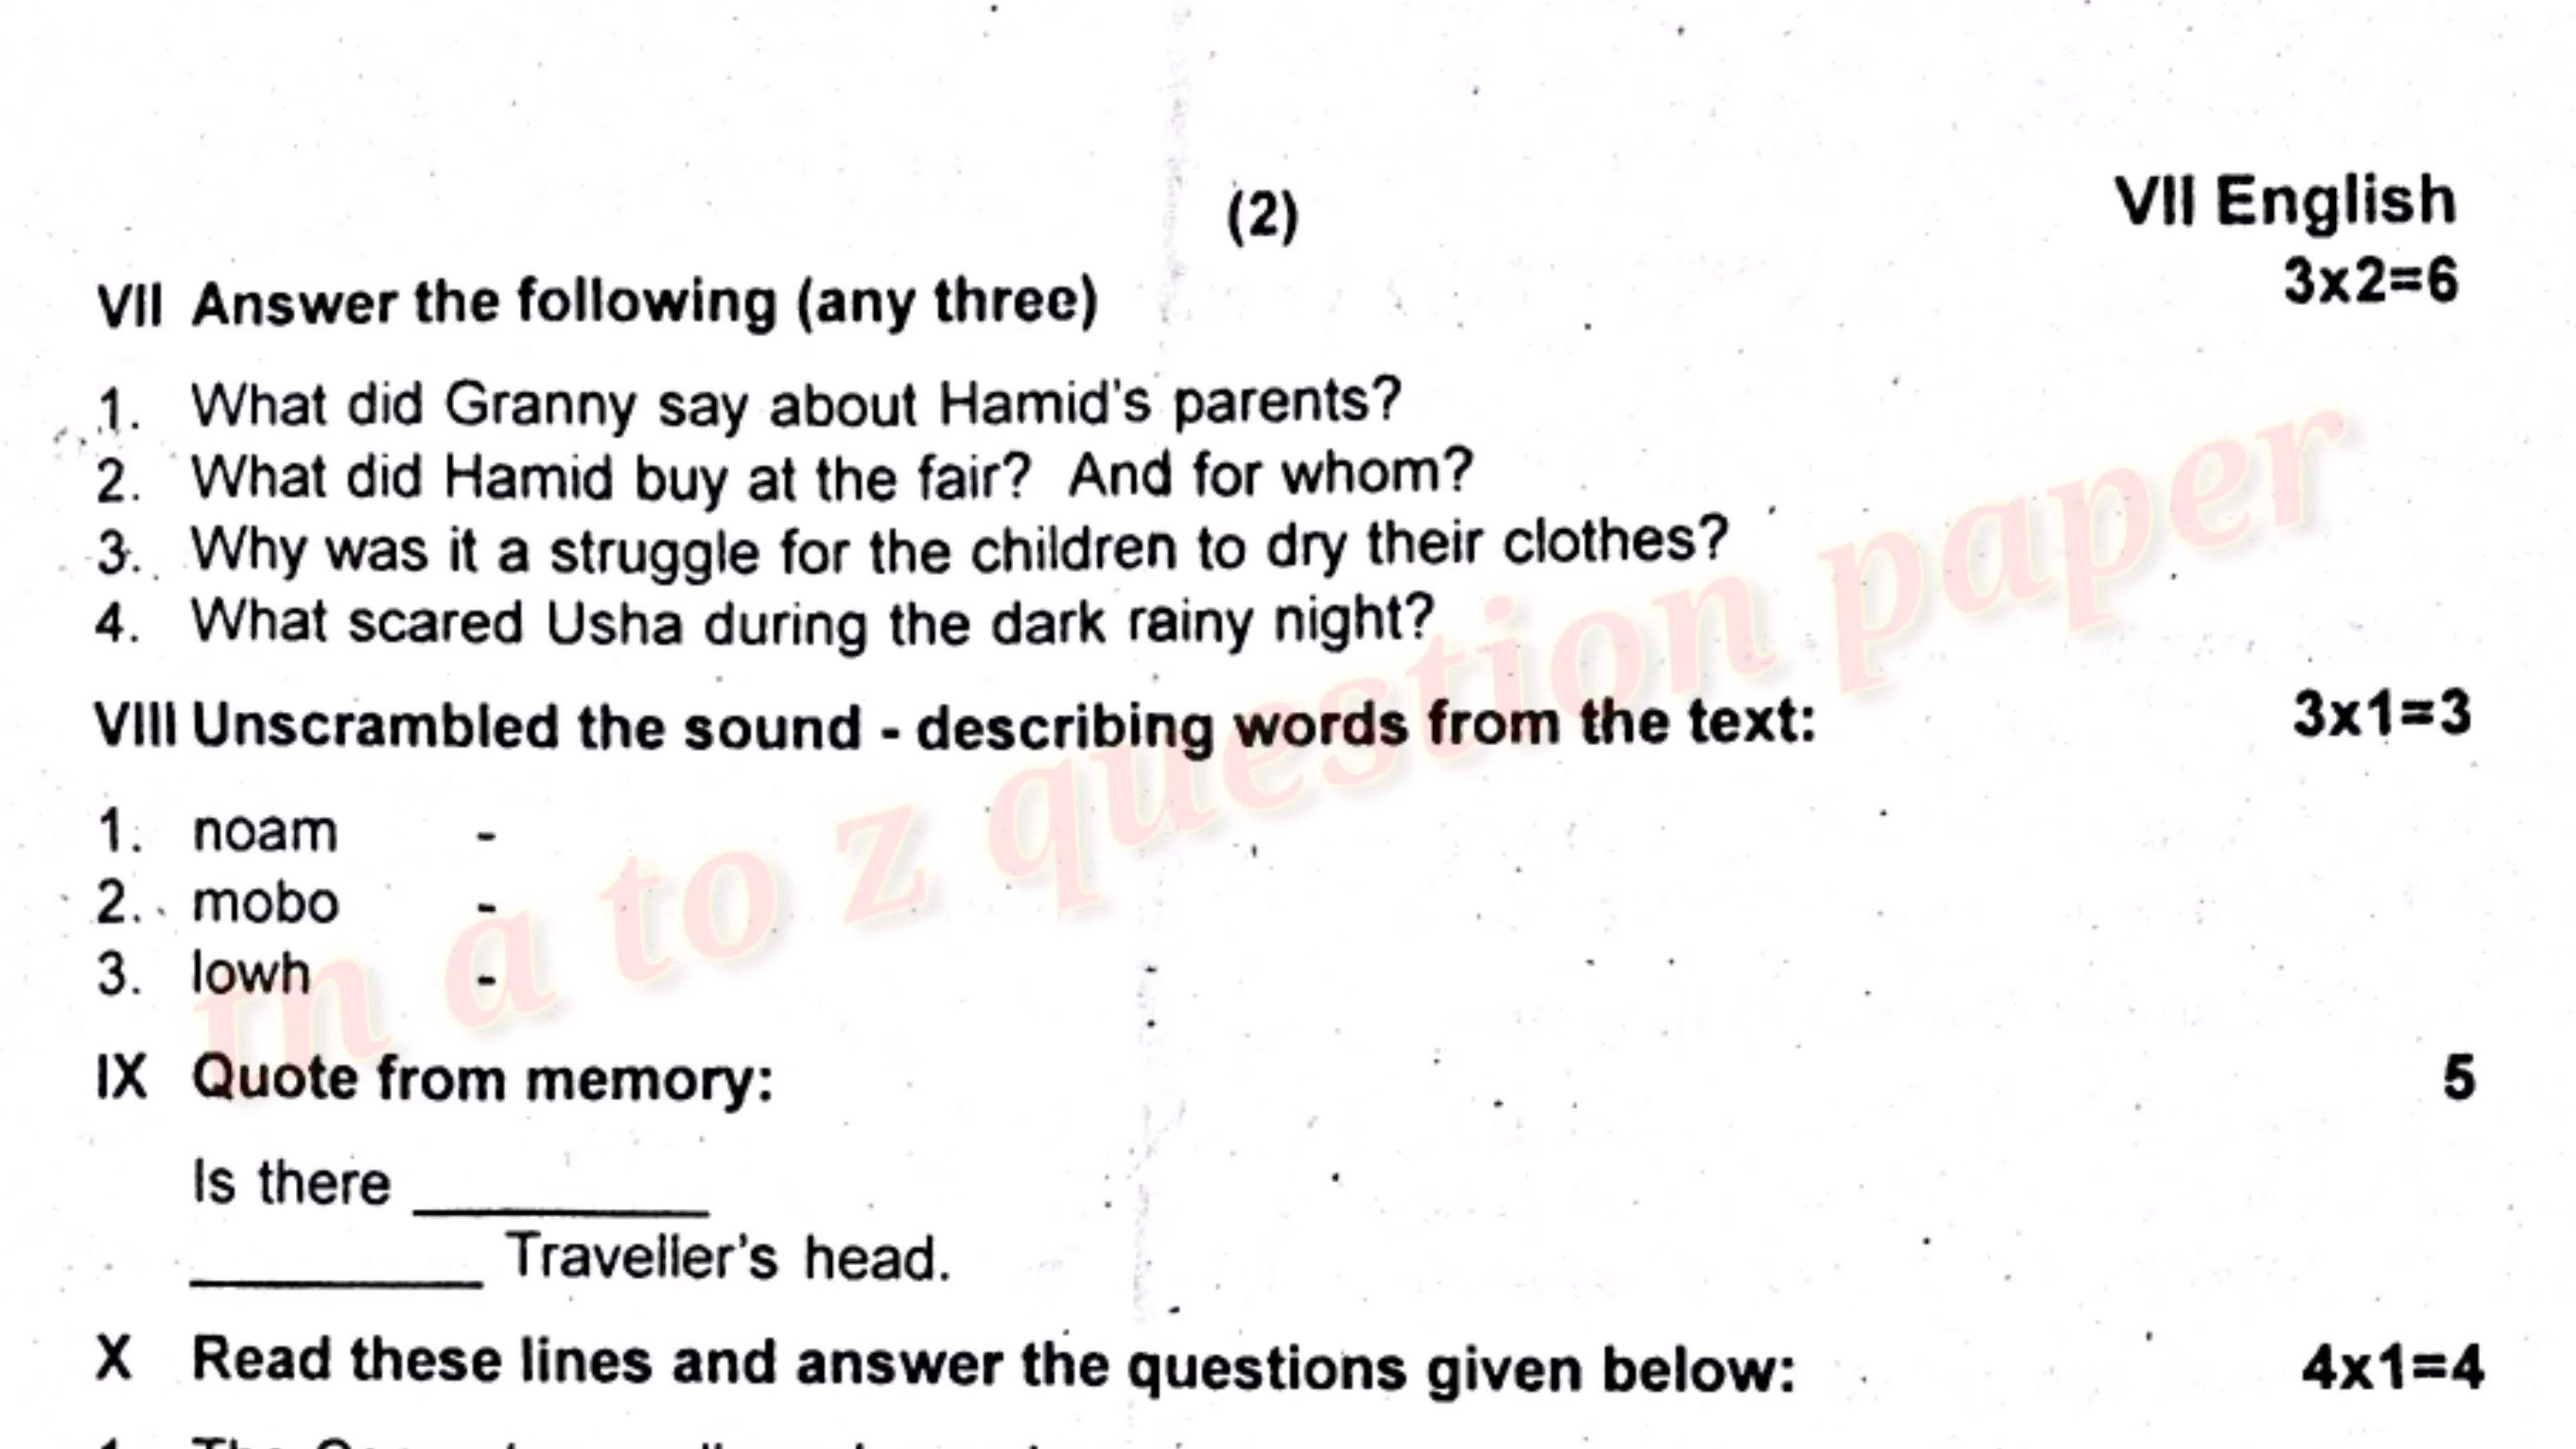 (2)
VII English
VII Answer the following (any three) 3x2=6
1. What did Granny say about Hamid's parents?
2. What did Hamid buy at the fair? And for whom?
3. Why was it a struggle for the children to dry their clothes?
4. What scared Usha during the dark rainy night?
VIII Unscrambled the sound - describing words from the text: 3x1=3
1. noam -
2. mobo -
3. lowh -
IX Quote from memory: 5
Is there __________
__________ Traveller's head.
X Read these lines and answer the questions given below: 4x1=4
tn a to z question paper